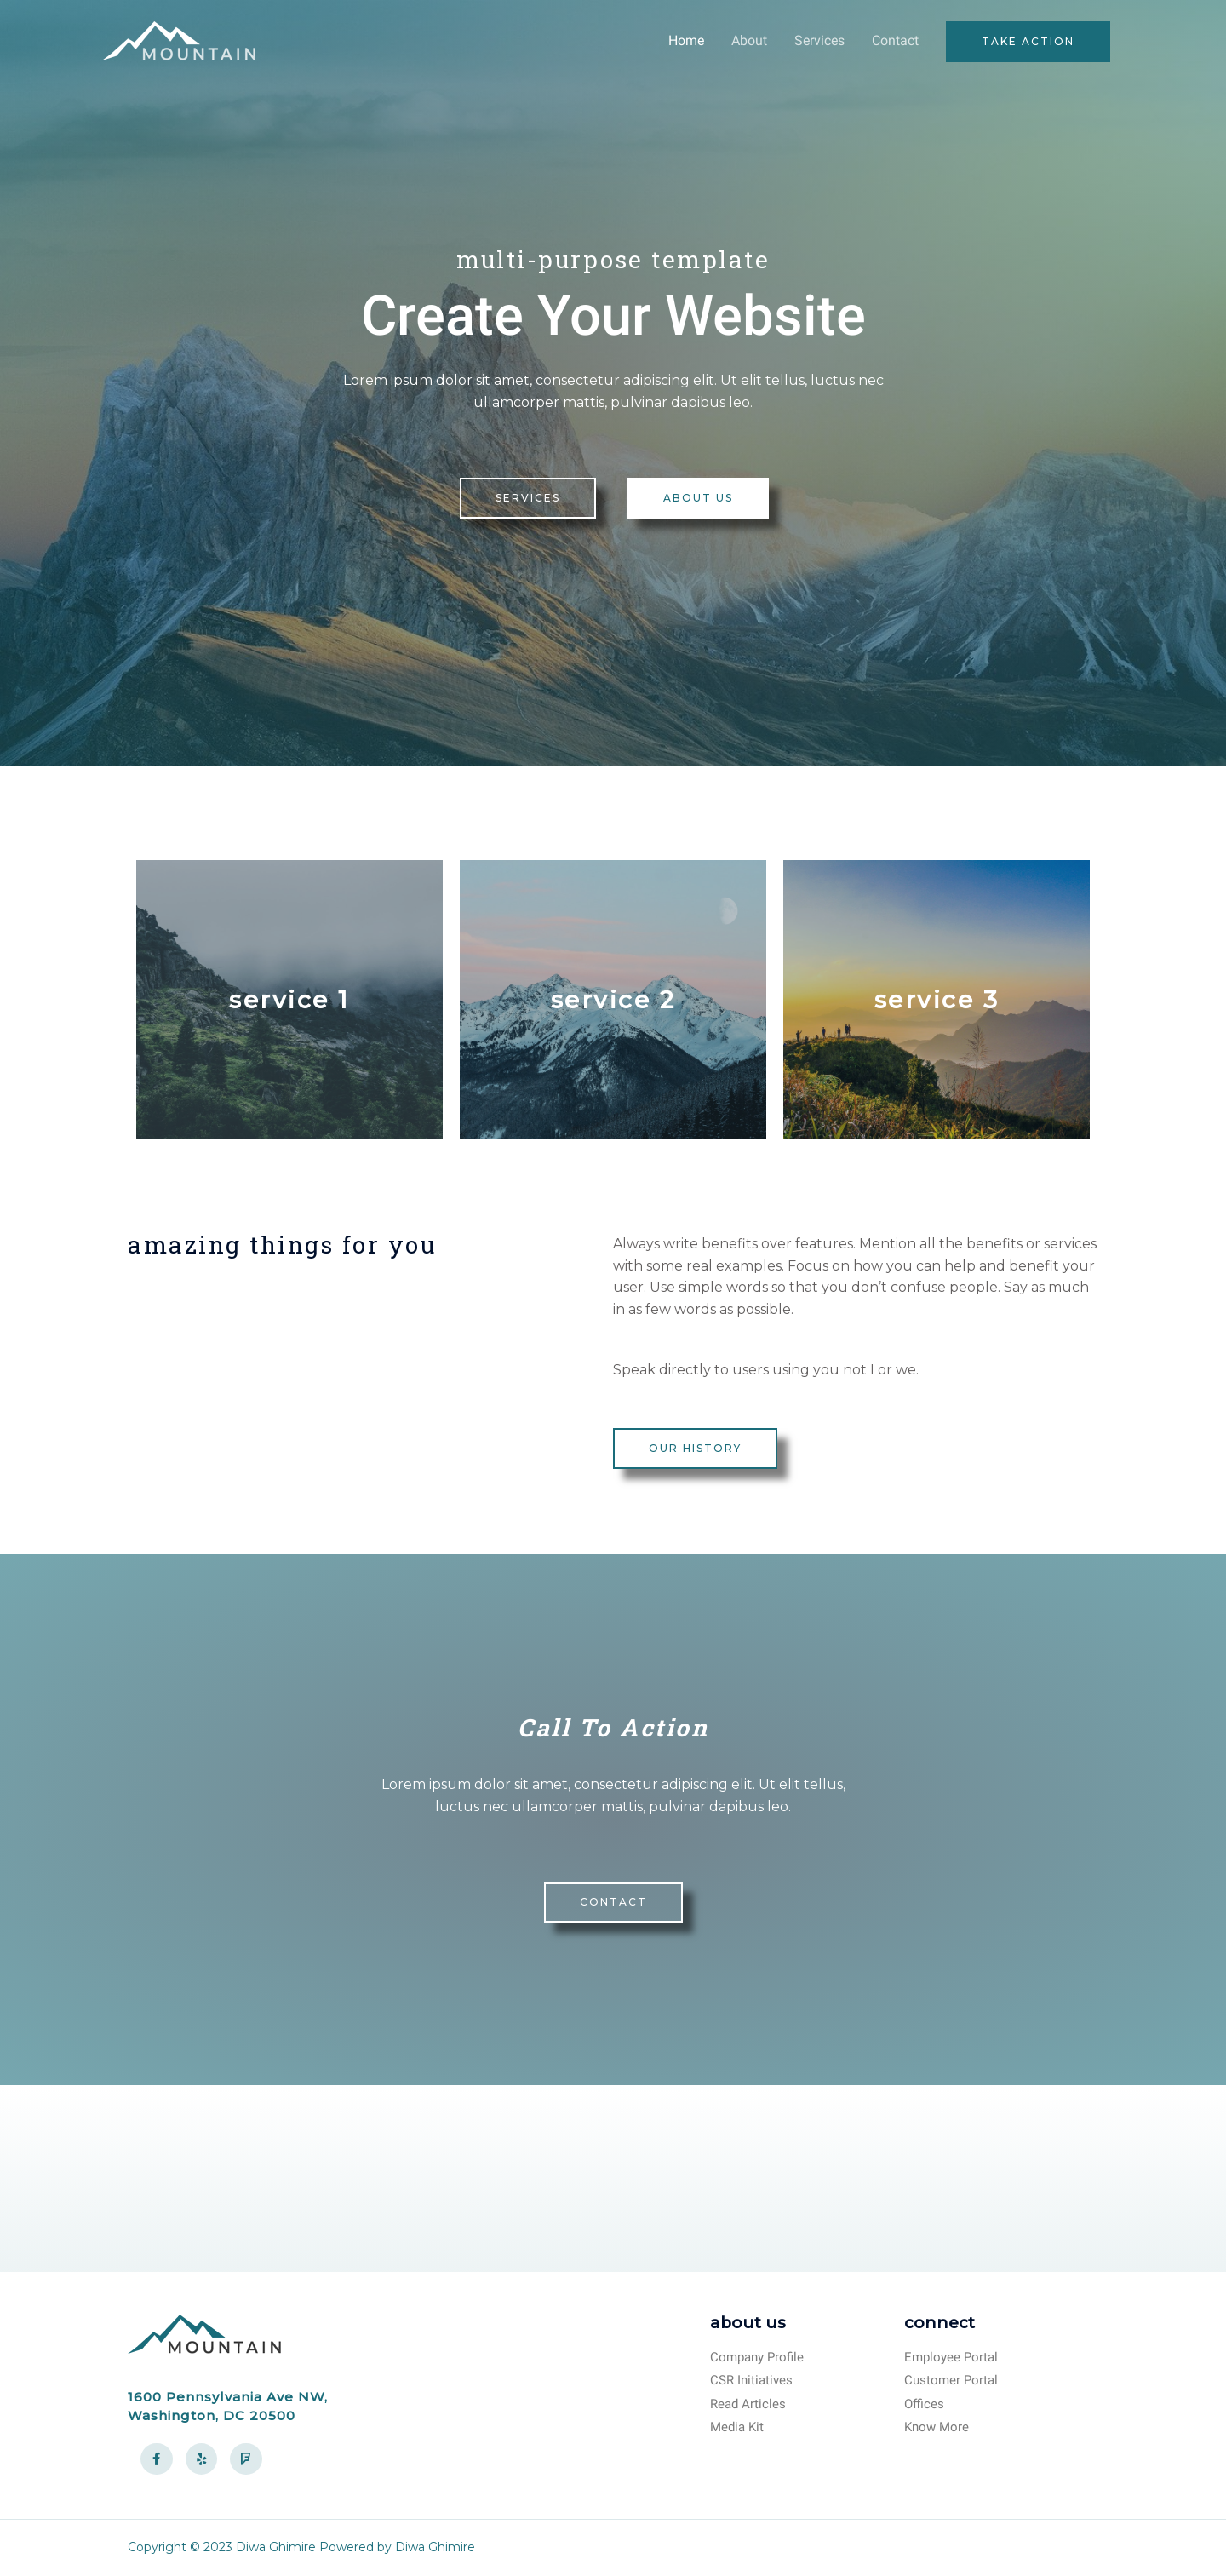 MOUNTAIN
Home About Services Contact TAKE ACTION
multi-purpose template
Create Your Website
Lorem ipsum dolor sit amet, consectetur adipiscing elit. Ut elit tellus, luctus nec
ullamcorper mattis, pulvinar dapibus leo.
SERVICES ABOUT US
service 1 service 2 service 3
amazing things for you
Always write benefits over features. Mention all the benefits or services
with some real examples. Focus on how you can help and benefit your
user. Use simple words so that you don’t confuse people. Say as much
in as few words as possible.
Speak directly to users using you not I or we.
OUR HISTORY
Call To Action
Lorem ipsum dolor sit amet, consectetur adipiscing elit. Ut elit tellus,
luctus nec ullamcorper mattis, pulvinar dapibus leo.
CONTACT
MOUNTAIN
1600 Pennsylvania Ave NW,
Washington, DC 20500
about us
Company Profile
CSR Initiatives
Read Articles
Media Kit
connect
Employee Portal
Customer Portal
Offices
Know More
Copyright © 2023 Diwa Ghimire Powered by Diwa Ghimire